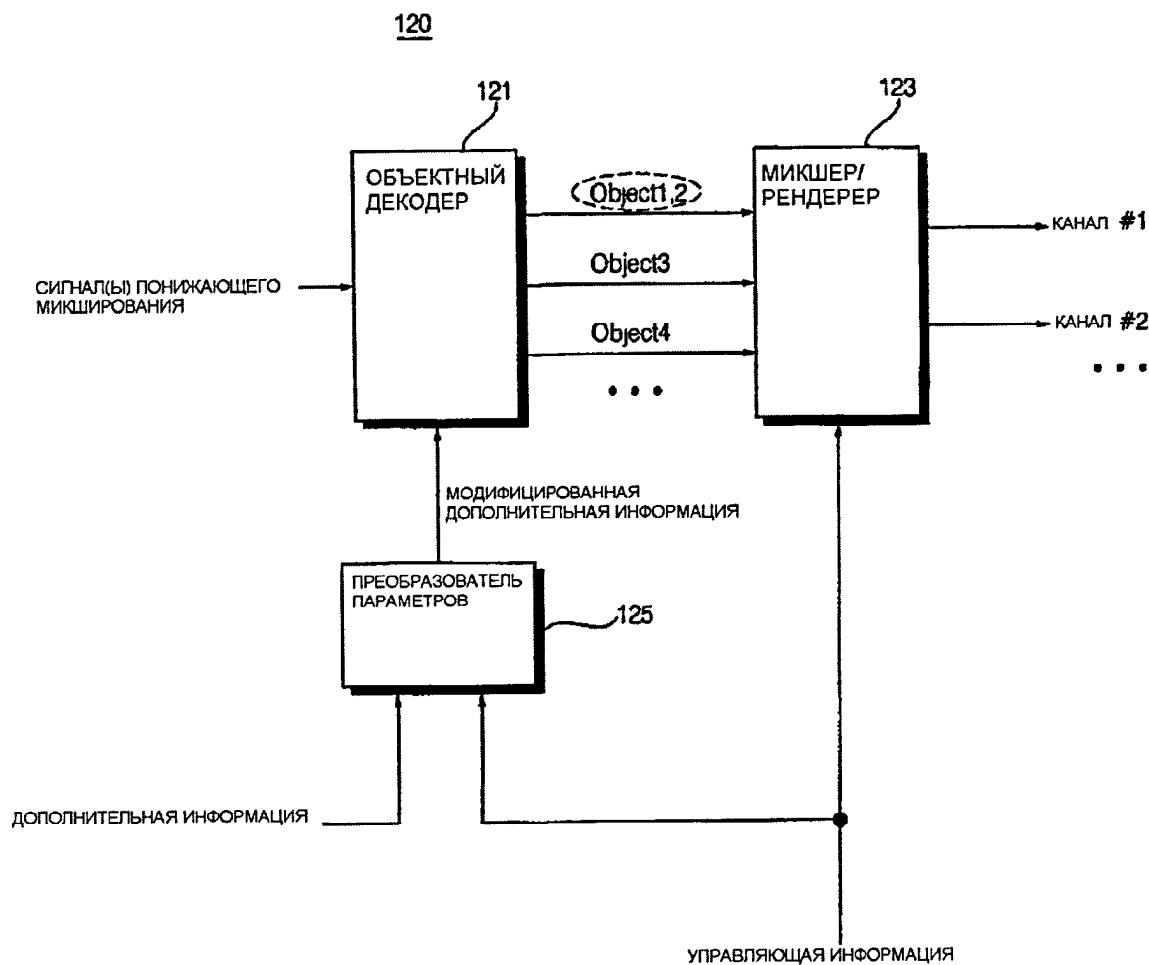 120
121
123
ОБЪЕКТНЫЙ
ДЕКОДЕР
Object1,2
МИКШЕР/
РЕНДЕРЕР
КАНАЛ #1
Object3
СИГНАЛ(Ы) ПОНИЖАЮЩЕГО
МИКШИРОВАНИЯ
Object4
КАНАЛ #2
• • •
• • •
МОДИФИЦИРОВАННАЯ
ДОПОЛНИТЕЛЬНАЯ ИНФОРМАЦИЯ
ПРЕОБРАЗОВАТЕЛЬ
ПАРАМЕТРОВ
125
ДОПОЛНИТЕЛЬНАЯ ИНФОРМАЦИЯ
УПРАВЛЯЮЩАЯ ИНФОРМАЦИЯ